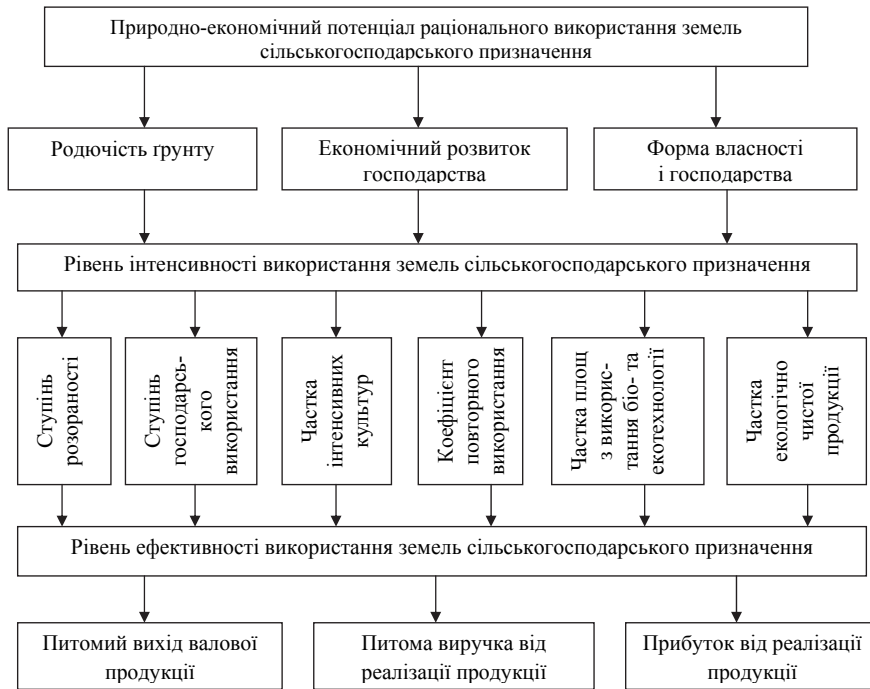 Природно-економічний потенціал раціонального використання земель
сільськогосподарського призначення
Родючість ґрунту
Економічний розвиток
господарства
Форма власності
і господарства
Рівень інтенсивності використання земель сільськогосподарського призначення
Ступінь
розораності
Ступінь
господарсь-
кого
використання
Частка
інтенсивних
культур
Коефіцієнт
повторного
використання
Частка площ
з викорис-
тання біо- та
екотехнології
Частка
екологічно
чистої
продукції
Рівень ефективності використання земель сільськогосподарського призначення
Питомий вихід валової
продукції
Питома виручка від
реалізації продукції
Прибуток від реалізації
продукції